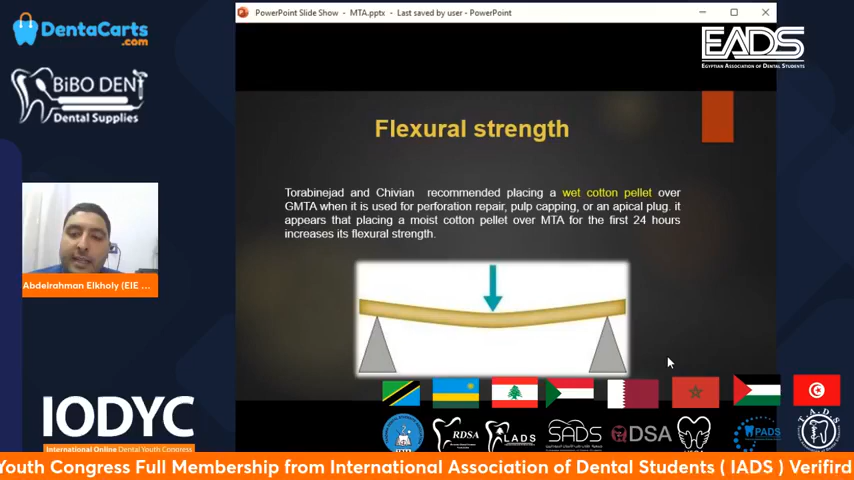 PowerPoint Slide Show - MTA.pptx - Last saved by user - PowerPoint
DentaCarts
.com
EADS
EGYPTIAN ASSOCIATION OF DENTAL STUDENTS
BiBO DENT
Dental Supplies
Flexural strength
Torabinejad and Chivian recommended placing a wet cotton pellet over
GMTA when it is used for perforation repair, pulp capping, or an apical plug. it
appears that placing a moist cotton pellet over MTA for the first 24 hours
increases its flexural strength.
Abdelrahman Elkholy (EIE ...
IODYC
International Online Dental Youth Congress
RDSA
LADS
SADS
QDSA
PADS
Youth Congress Full Membership from International Association of Dental Students ( IADS ) Verifird